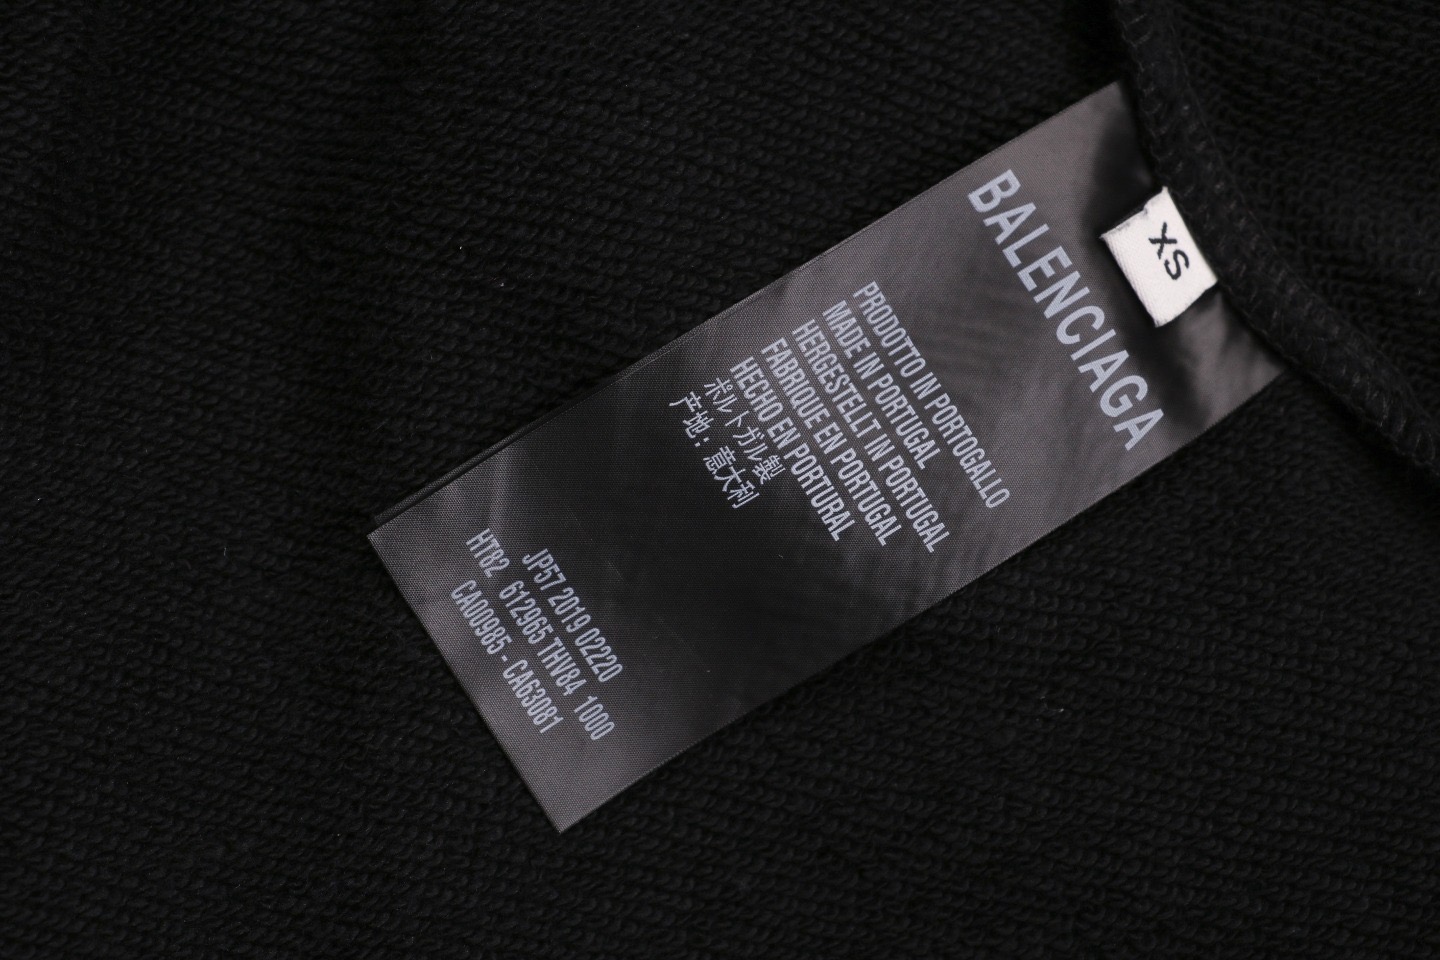 BALENCIAGA
XS
PRODOTTO IN PORTOGALLO
MADE IN PORTUGAL
HERGESTELLT IN PORTUGAL
FABRIQUE EN PORTUGAL
HECHO EN PORTURAL
ポルトガル製
产地：意大利
JP57 2019 02220
HT82 612965 THV84 1000
CA00985 - CA63081